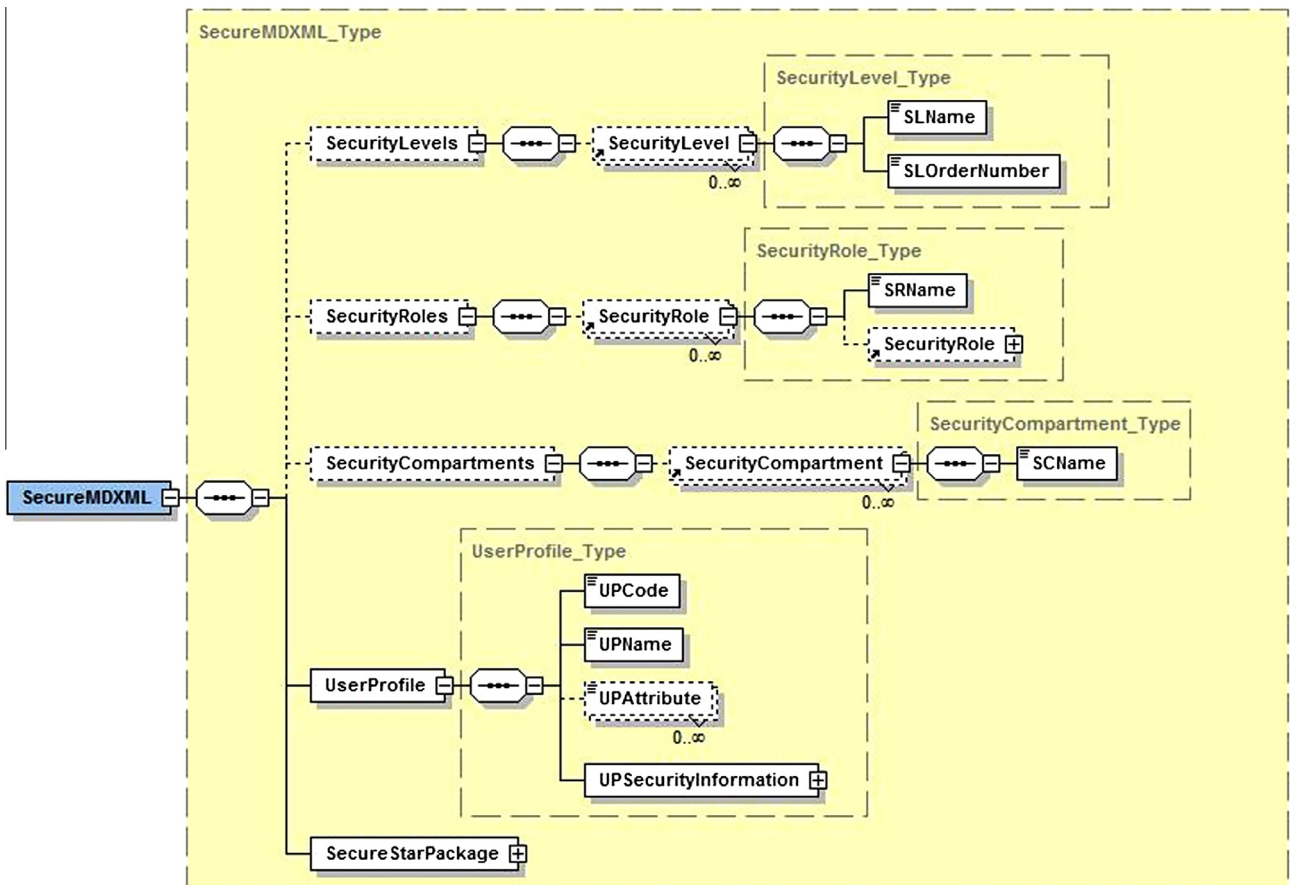 SecureMDXML_Type
SecurityLevel_Type
SLName
SecurityLevels
SecurityLevel
0..∞
SLOrderNumber
SecurityRole_Type
SRName
SecurityRoles
SecurityRole
0..∞
SecurityRole
SecurityCompartment_Type
SecurityCompartments
SecurityCompartment
0..∞
SCName
SecureMDXML
UserProfile_Type
UPCode
UPName
UserProfile
UPAttribute
0..∞
UPSecurityInformation
SecureStarPackage